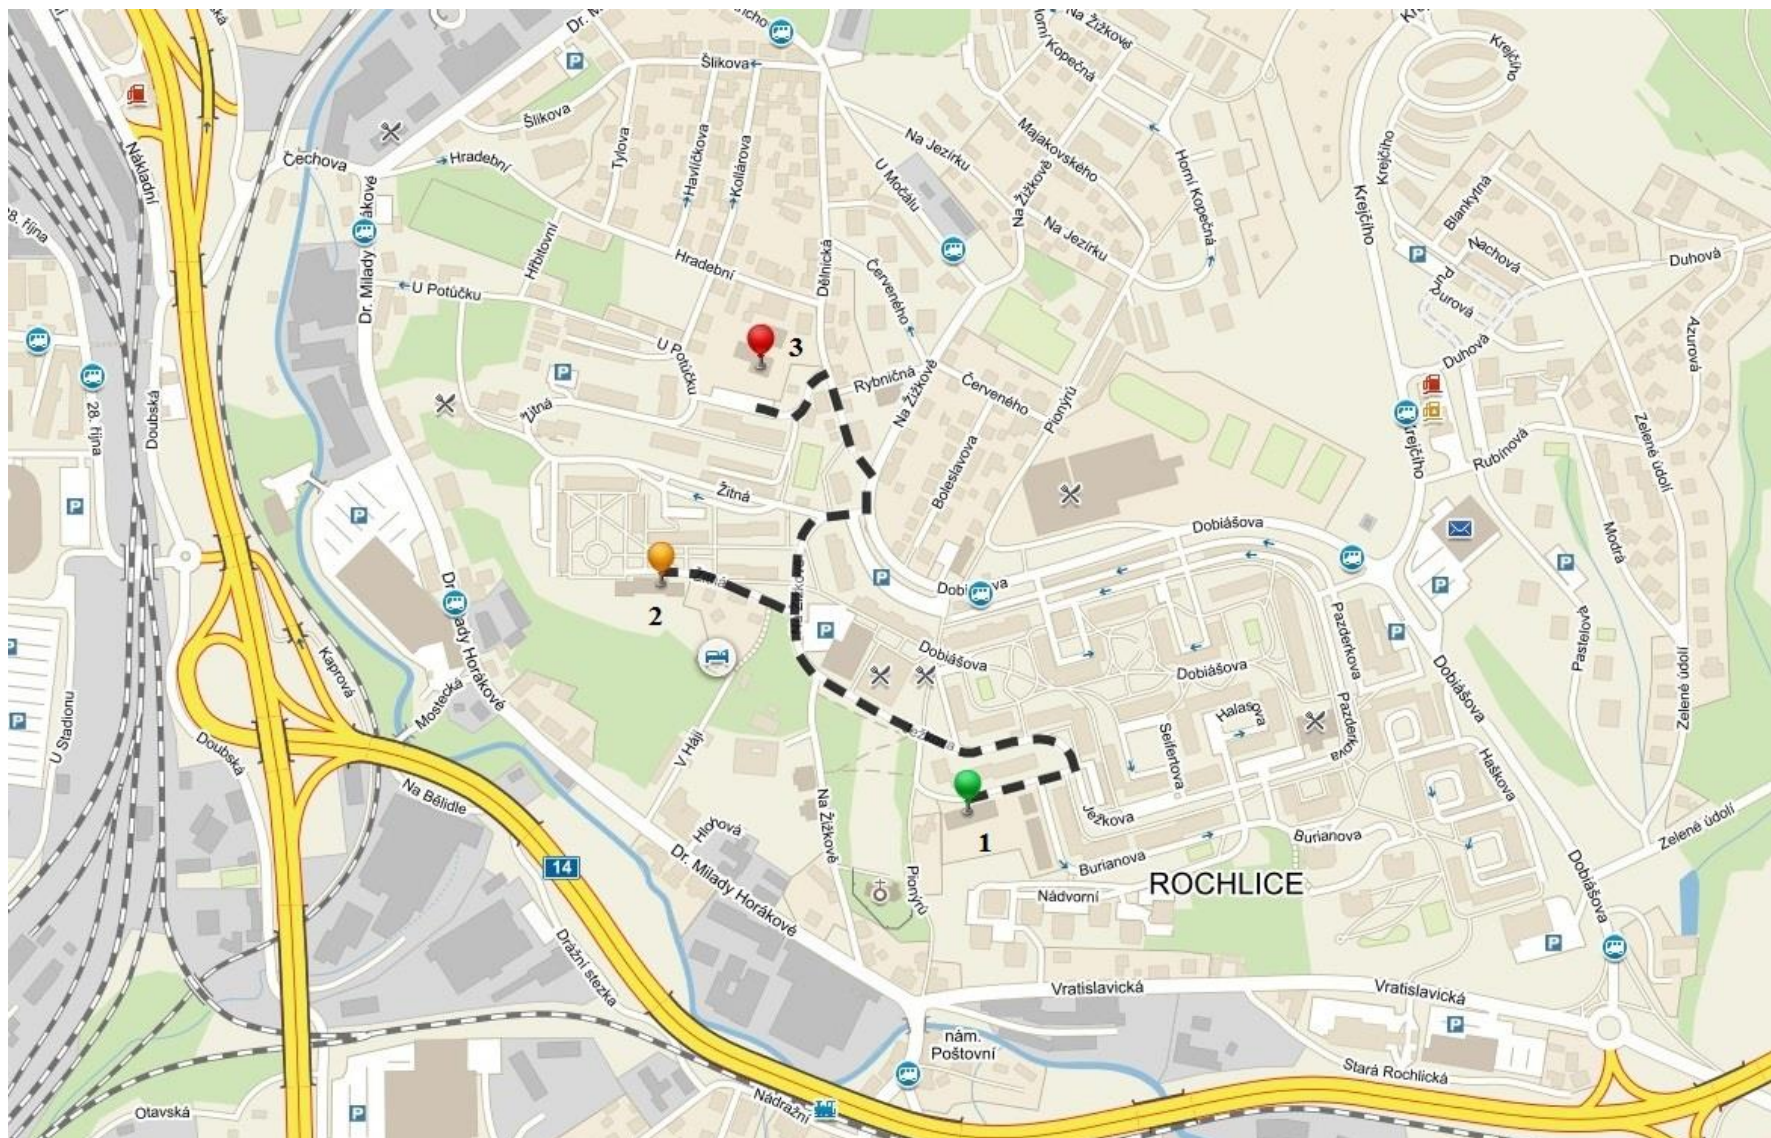 Na Žižkově
Krejčího
Horní Kopečná
Šlikova
Nákladní
Šlikova
Tylova
Havlíčkova
Kollárova
Na Jezírku
Majakovského
Čechova
Hradební
U Močálu
Na Žižkově
Horní Kopečná
Krejčího
Krejčího
Blankytná
28. října
Dr. Milady Horákové
Hřbitovní
Hradební
Dělnická
Na Jezírku
Nachová
Duhová
U Potůčku
Červeného
3
U Potůčku
Duhová
Azurová
Rybničná
Na Žižkově
Červeného
Pionýrů
Doubská
28. října
Žitná
Boleslavova
Krejčího
Rubínová
Zelené údolí
Žitná
Dobiášova
Modrá
Žitná
Dobiášova
2
Dr. Milady Horákové
Kaprová
Dobiášova
Dobiášova
Pazderkova
Pastelová
Mostecká
U Stadionu
Doubská
V Háji
Halasova
Seifertova
Pazderkova
Dobiášova
Zelené údolí
Na Bělidle
Na Žižkově
1
Ježkova
Burianova
Burianova
Haškova
Zelené údolí
14
Dr. Milady Horákové
Pionýrů
ROCHLICE
Nádvorní
Dobiášova
Drážní stezka
Vratislavická
Vratislavická
nám.
Poštovní
Stará Rochlická
Otavská
Nádražní